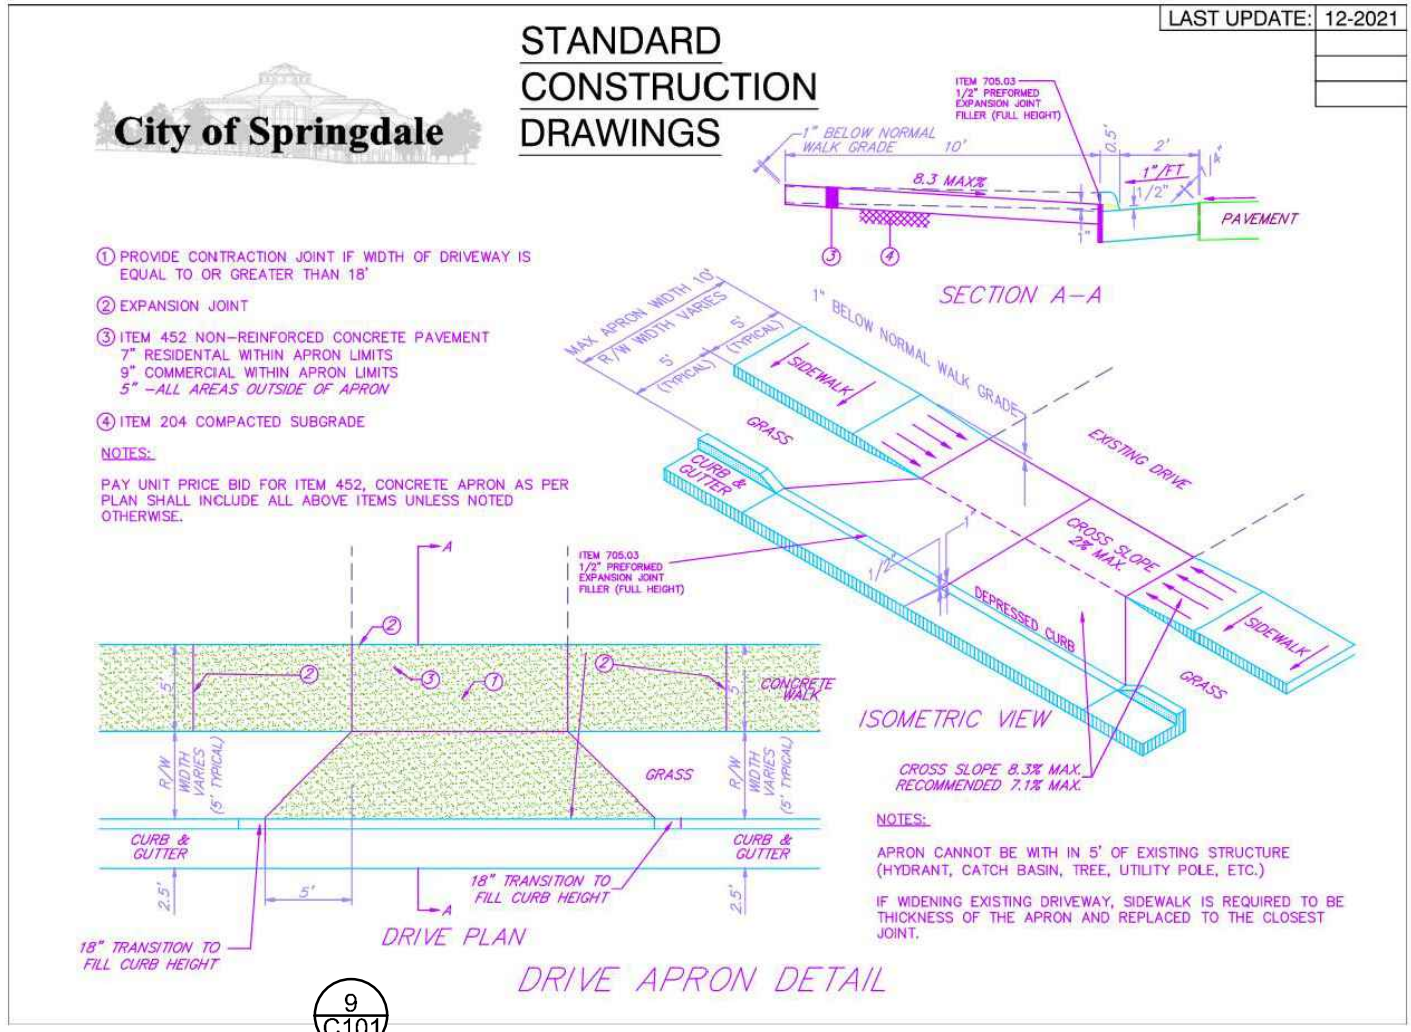 LAST UPDATE: 12-2021
STANDARD
CONSTRUCTION
DRAWINGS
City of Springdale
ITEM 705.03
1/2" PREFORMED
EXPANSION JOINT
FILLER (FULL HEIGHT)
1" BELOW NORMAL
WALK GRADE
10'
0.5'
2'
1/4"
8.3 MAX%
1"/FT
1/2"
1"
PAVEMENT
3
4
SECTION A-A
1 PROVIDE CONTRACTION JOINT IF WIDTH OF DRIVEWAY IS
EQUAL TO OR GREATER THAN 18'
2 EXPANSION JOINT
3 ITEM 452 NON-REINFORCED CONCRETE PAVEMENT
7" RESIDENTAL WITHIN APRON LIMITS
9" COMMERCIAL WITHIN APRON LIMITS
5" -ALL AREAS OUTSIDE OF APRON
4 ITEM 204 COMPACTED SUBGRADE
NOTES:
PAY UNIT PRICE BID FOR ITEM 452, CONCRETE APRON AS PER
PLAN SHALL INCLUDE ALL ABOVE ITEMS UNLESS NOTED
OTHERWISE.
MAX APRON WIDTH 10'
R/W WIDTH VARIES
5'
(TYPICAL)
5'
(TYPICAL)
1" BELOW NORMAL WALK GRADE
SIDEWALK
GRASS
CURB &
GUTTER
EXISTING DRIVE
CROSS SLOPE
2% MAX.
1"
1/2"
DEPRESSED CURB
SIDEWALK
GRASS
ITEM 705.03
1/2" PREFORMED
EXPANSION JOINT
FILLER (FULL HEIGHT)
ISOMETRIC VIEW
CROSS SLOPE 8.3% MAX.
RECOMMENDED 7.1% MAX.
A
2
2
3
1
2
5'
5'
CONCRETE
WALK
R/W
WIDTH
VARIES
(5' TYPICAL)
GRASS
R/W
WIDTH
VARIES
(5' TYPICAL)
CURB &
GUTTER
CURB &
GUTTER
2.5'
5'
2.5'
18" TRANSITION TO
FILL CURB HEIGHT
A
18" TRANSITION TO
FILL CURB HEIGHT
DRIVE PLAN
NOTES:
APRON CANNOT BE WITH IN 5' OF EXISTING STRUCTURE
(HYDRANT, CATCH BASIN, TREE, UTILITY POLE, ETC.)
IF WIDENING EXISTING DRIVEWAY, SIDEWALK IS REQUIRED TO BE
THICKNESS OF THE APRON AND REPLACED TO THE CLOSEST
JOINT.
DRIVE APRON DETAIL
9
C101